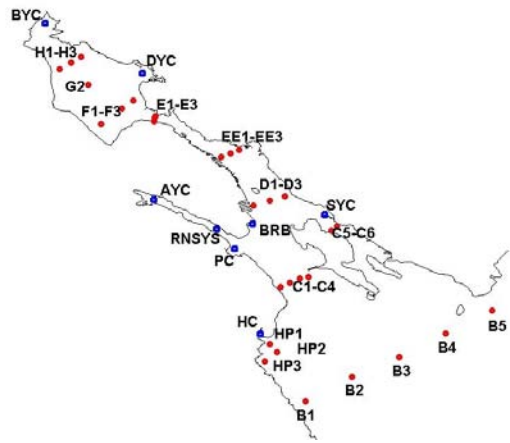 BYC
H1-H3
DYC
G2
F1-F3
E1-E3
EE1-EE3
D1-D3
AYC
SYC
RNSYS
BRB
C5-C6
PC
C1-C4
HC
HP1
HP2
HP3
B5
B4
B3
B2
B1